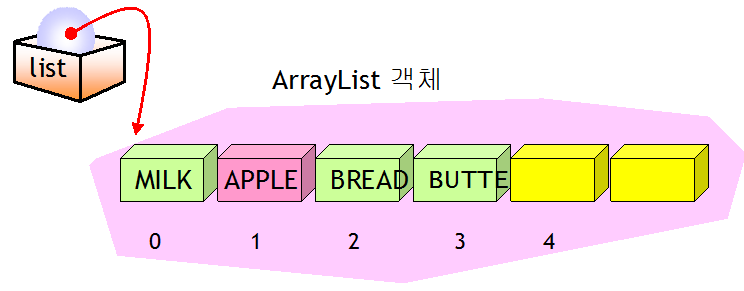 list
ArrayList 객체
MILK APPLE BREAD BUTTE
0 1 2 3 4